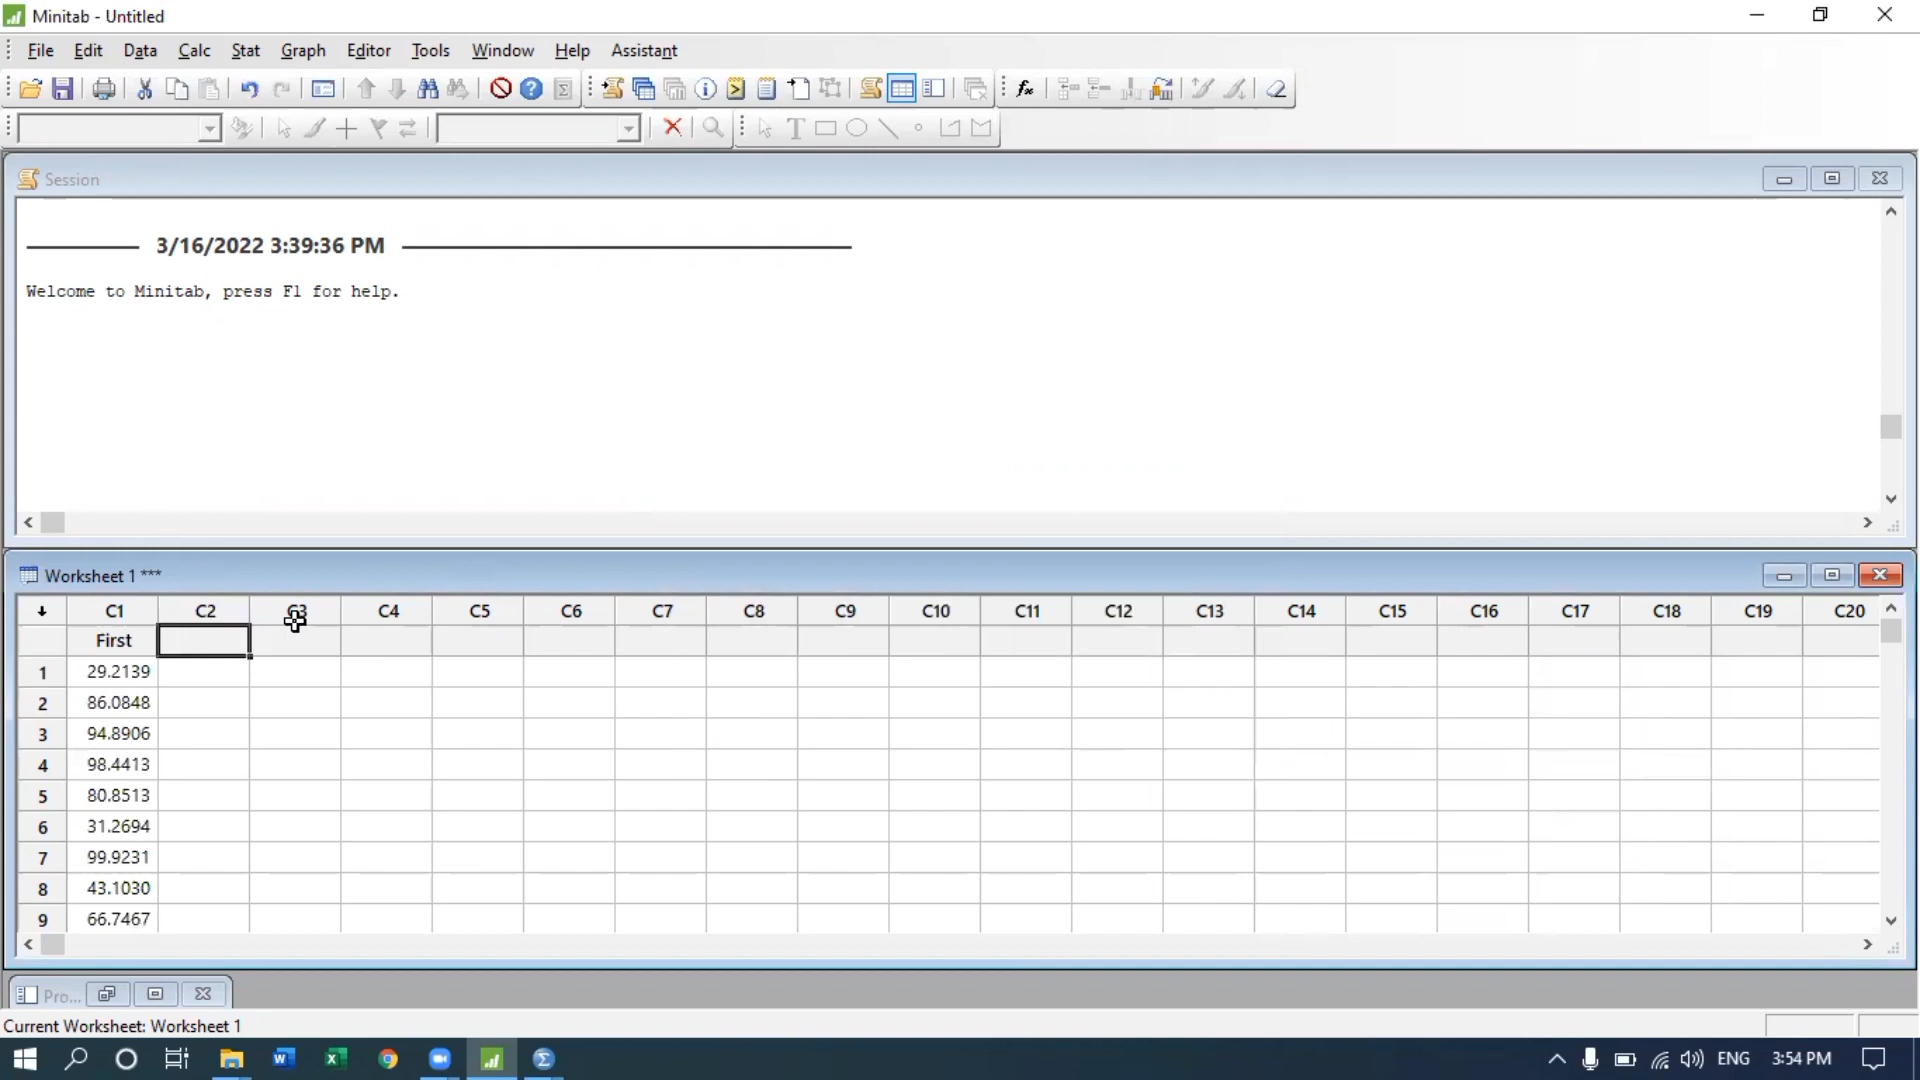 Minitab - Untitled
File Edit Data Calc Stat Graph Editor Tools Window Help Assistant
Session
3/16/2022 3:39:36 PM
Welcome to Minitab, press F1 for help.
Worksheet 1 ***
C1 C2 C3 C4 C5 C6 C7 C8 C9 C10 C11 C12 C13 C14 C15 C16 C17 C18 C19 C20
First
1 29.2139
2 86.0848
3 94.8906
4 98.4413
5 80.8513
6 31.2694
7 99.9231
8 43.1030
9 66.7467
Pro...
Current Worksheet: Worksheet 1
ENG 3:54 PM